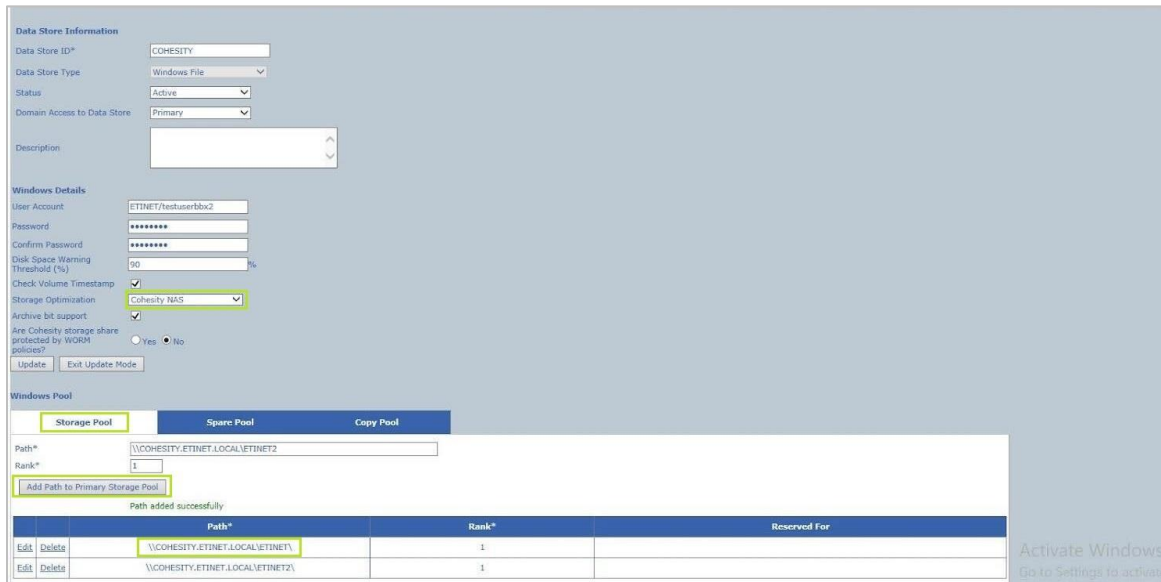 Data Store Information
Data Store ID* COHESITY
Data Store Type Windows File
Status Active
Domain Access to Data Store Primary
Description
Windows Details
User Account ETINET/testuserbbx2
Password ••••••••
Confirm Password ••••••••
Disk Space Warning
Threshold (%) 90 %
Check Volume Timestamp
Storage Optimization Cohesity NAS
Archive bit support
Are Cohesity storage share
protected by WORM
policies? Yes No
Update Exit Update Mode
Windows Pool
Storage Pool Spare Pool Copy Pool
Path* \\COHESITY.ETINET.LOCAL\ETINET2
Rank* 1
Add Path to Primary Storage Pool
Path added successfully
Path* Rank* Reserved For
Edit Delete \\COHESITY.ETINET.LOCAL\ETINET\ 1
Edit Delete \\COHESITY.ETINET.LOCAL\ETINET2\ 1
Activate Windows
Go to Settings to activat